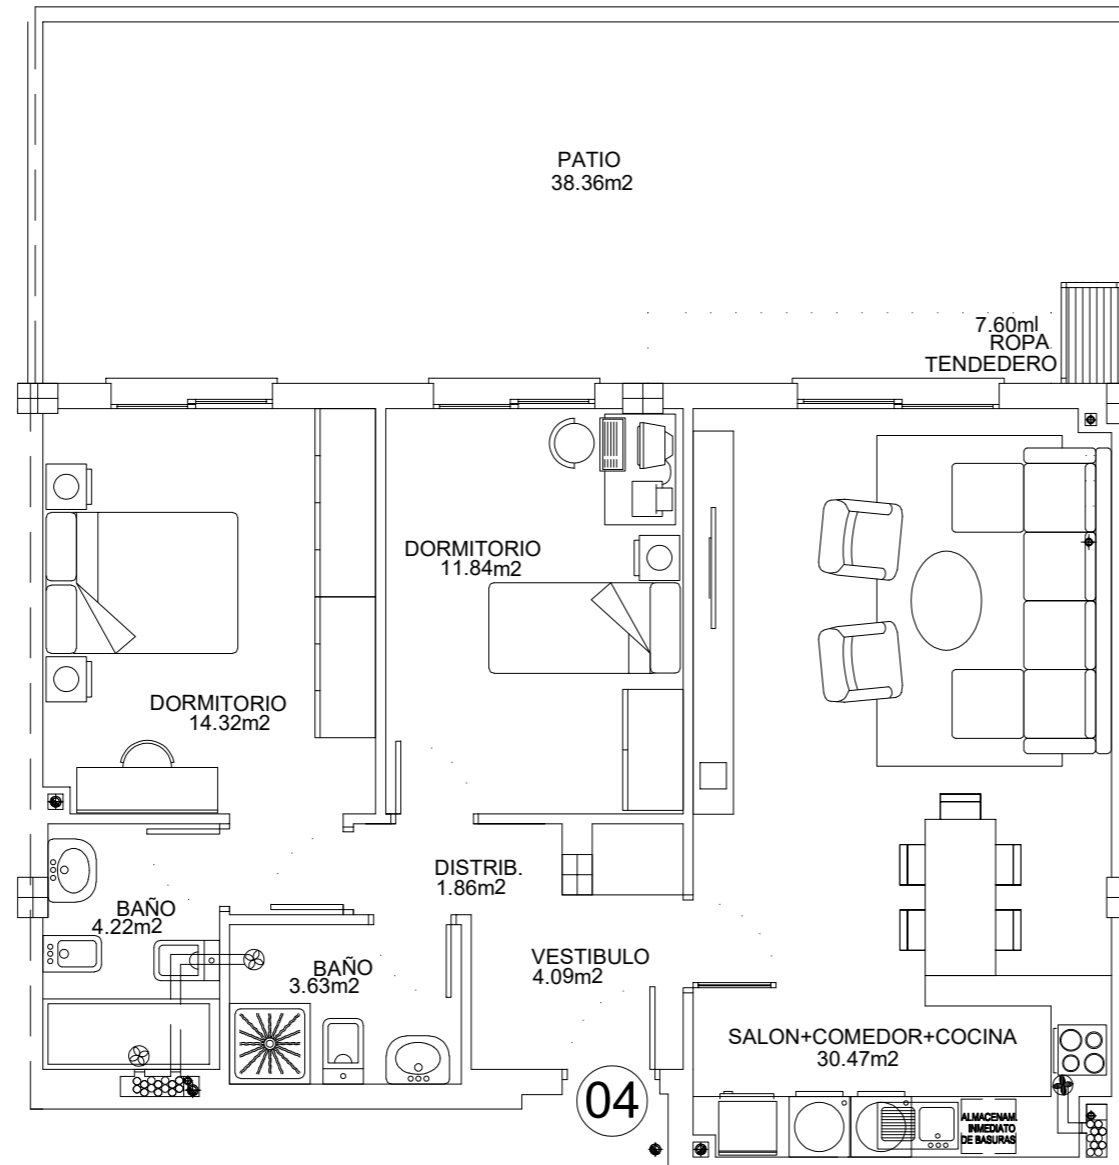 PATIO
38.36m2
7.60ml
ROPA
TENDEDERO
DORMITORIO
11.84m2
DORMITORIO
14.32m2
DISTRIB.
1.86m2
BAÑO
4.22m2
VESTIBULO
4.09m2
BAÑO
3.63m2
SALON+COMEDOR+COCINA
30.47m2
04
ALMACENAM.
INMEDIATO
DE BASURAS